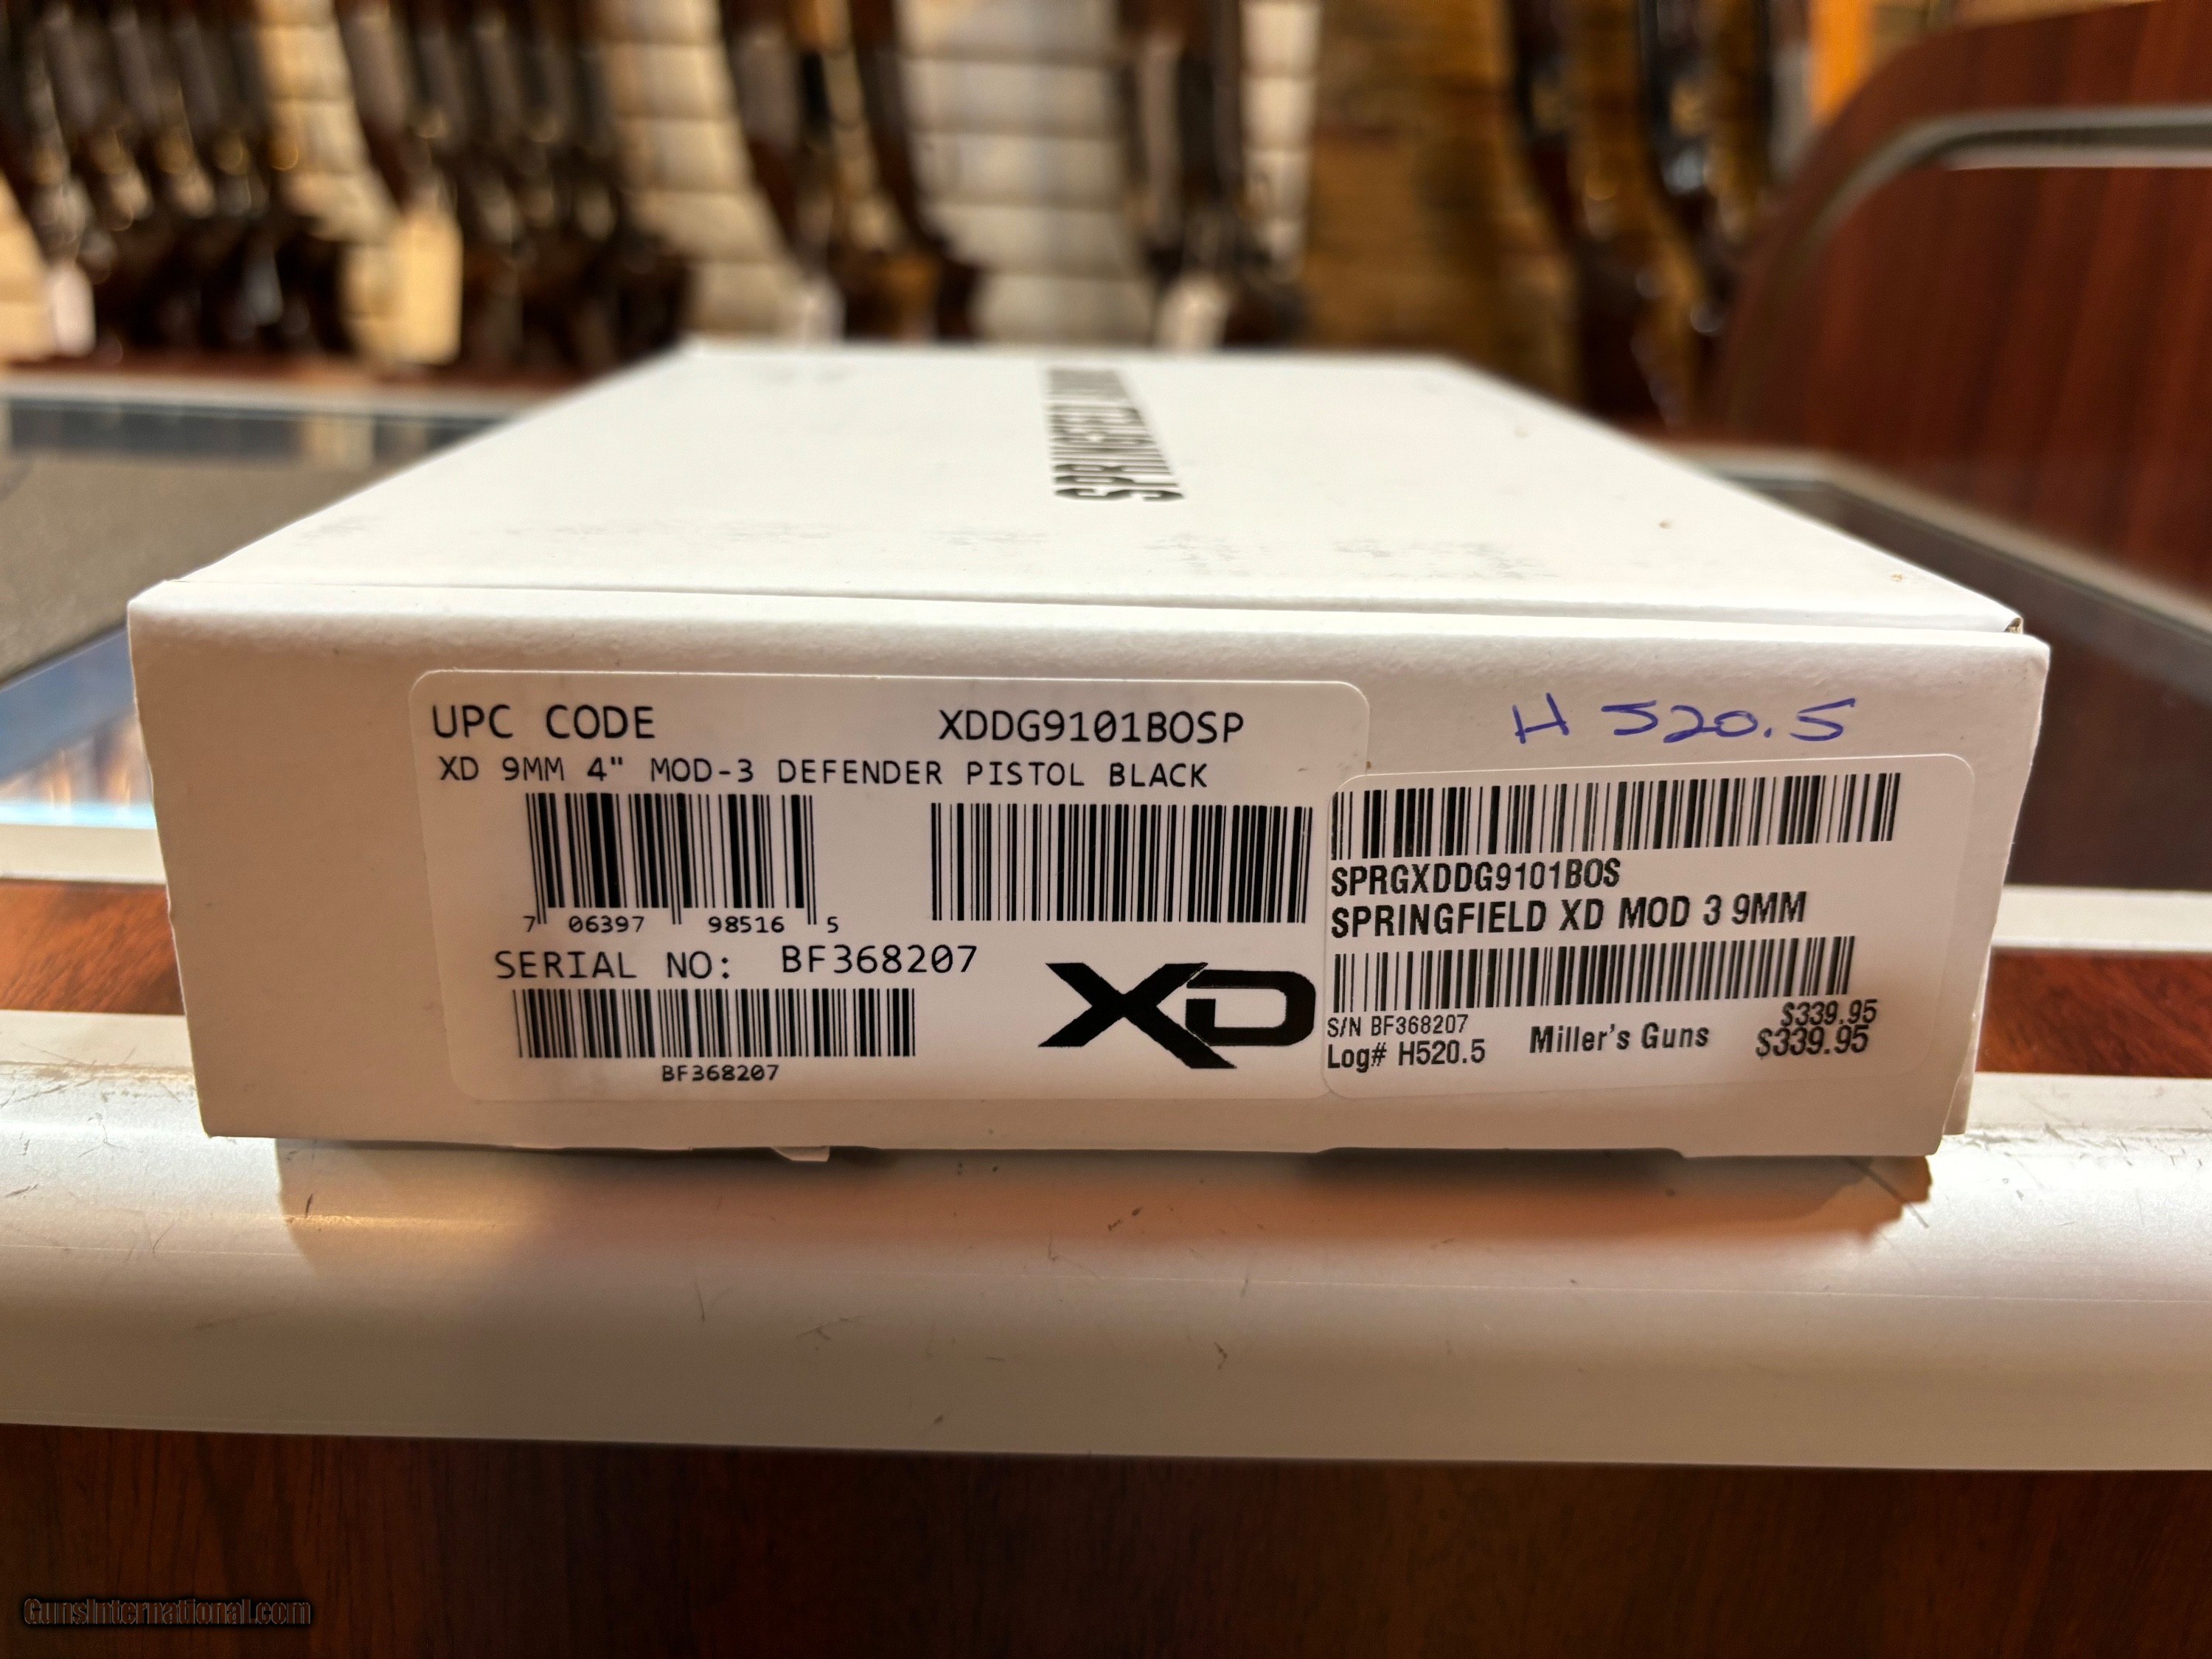 SPRINGFIELD ARMORY
UPC CODE XDDG9101BOSP
XD 9MM 4" MOD-3 DEFENDER PISTOL BLACK
7 06397 98516 5
SERIAL NO: BF368207
BF368207
XD
H 520.5
SPRGXDDG9101BOS
SPRINGFIELD XD MOD 3 9MM
$339.95
S/N BF368207
Log# H520.5 Miller's Guns $339.95
GunsInternational.com